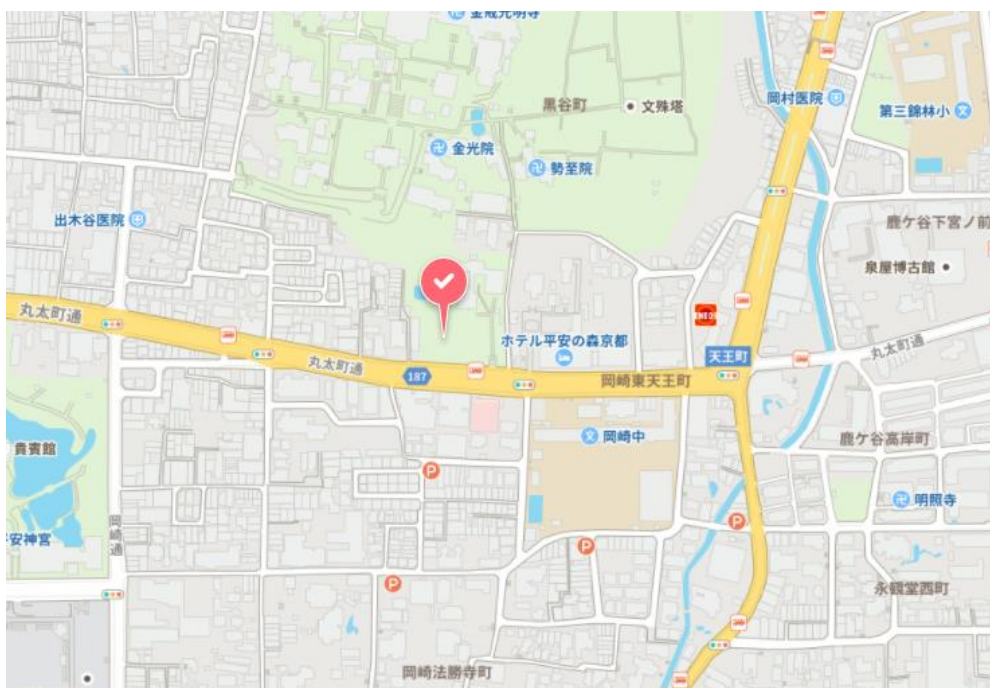 金戒光明寺
黒谷町
文殊塔
岡村医院
第三錦林小
金光院
勢至院
出木谷医院
鹿ケ谷下宮ノ前
泉屋博古館
丸太町通
ENEOS
ホテル平安の森京都
天王町
丸太町通
丸太町通
187
岡崎東天王町
貴賓館
岡崎中
鹿ケ谷高岸町
P
明照寺
岡崎通
P
安神宮
P
P
永観堂西町
岡崎法勝寺町